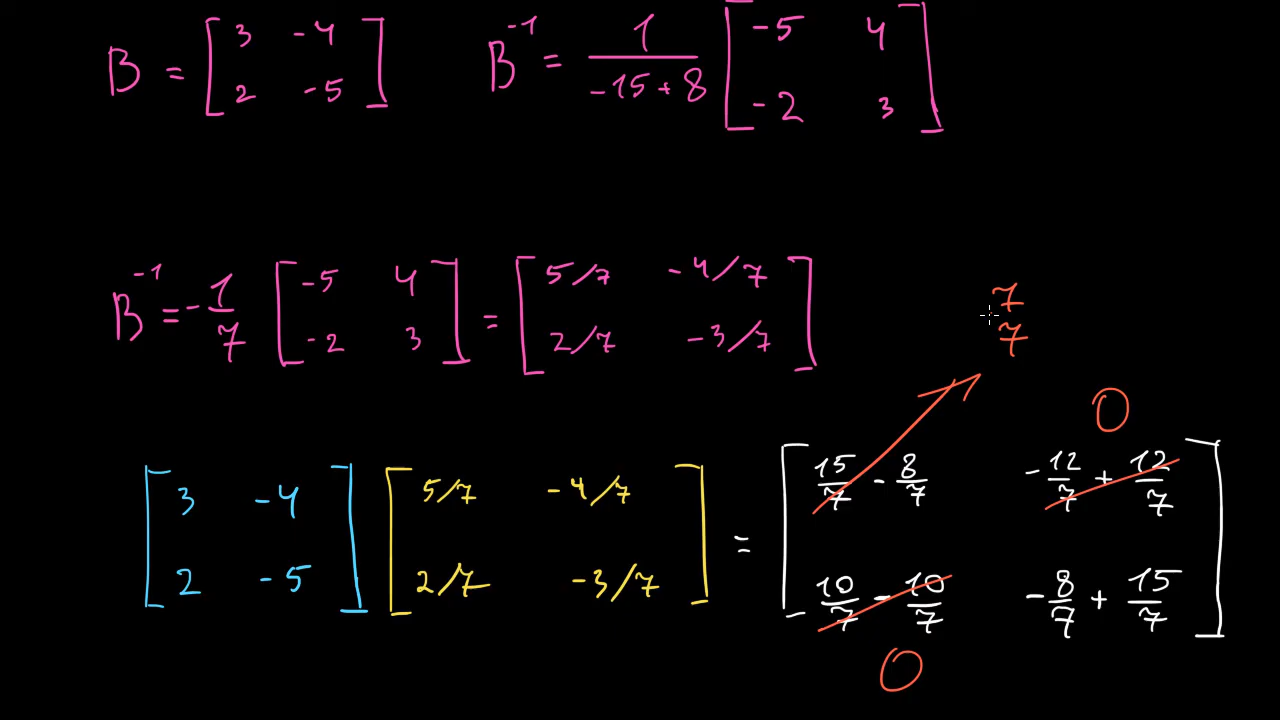 B = [ 3 -4 ; 2 -5 ] B⁻¹ = 1/(-15+8) [ -5 4 ; -2 3 ]
B⁻¹ = -1/7 [ -5 4 ; -2 3 ] = [ 5/7 -4/7 ; 2/7 -3/7 ]
7/7
0
[ 3 -4 ; 2 -5 ] [ 5/7 -4/7 ; 2/7 -3/7 ] = [ 15/7 - 8/7 -12/7 + 12/7 ; 10/7 - 10/7 -8/7 + 15/7 ]
0